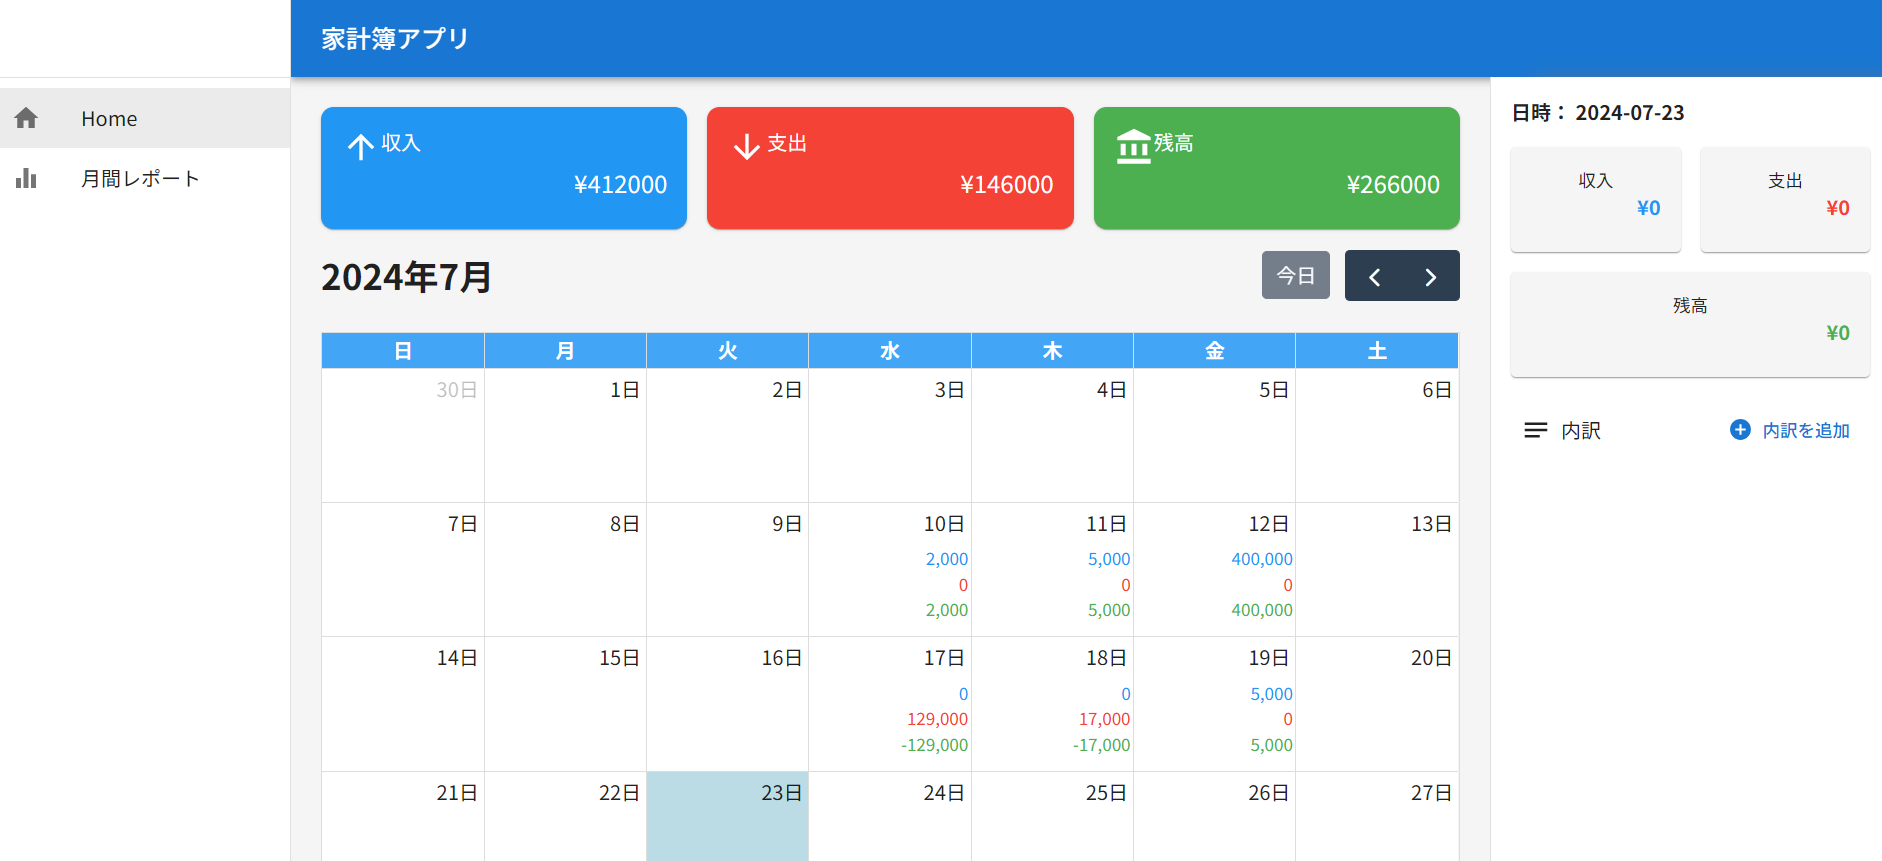 家計簿アプリ
Home
月間レポート
収入
¥412000
支出
¥146000
残高
¥266000
2024年7月
今日
日 月 火 水 木 金 土
30日 1日 2日 3日 4日 5日 6日
7日 8日 9日 10日 11日 12日 13日
2,000 5,000 400,000
0 0 0
2,000 5,000 400,000
14日 15日 16日 17日 18日 19日 20日
0 0 5,000
129,000 17,000 0
-129,000 -17,000 5,000
21日 22日 23日 24日 25日 26日 27日
日時： 2024-07-23
収入
¥0
支出
¥0
残高
¥0
内訳
内訳を追加